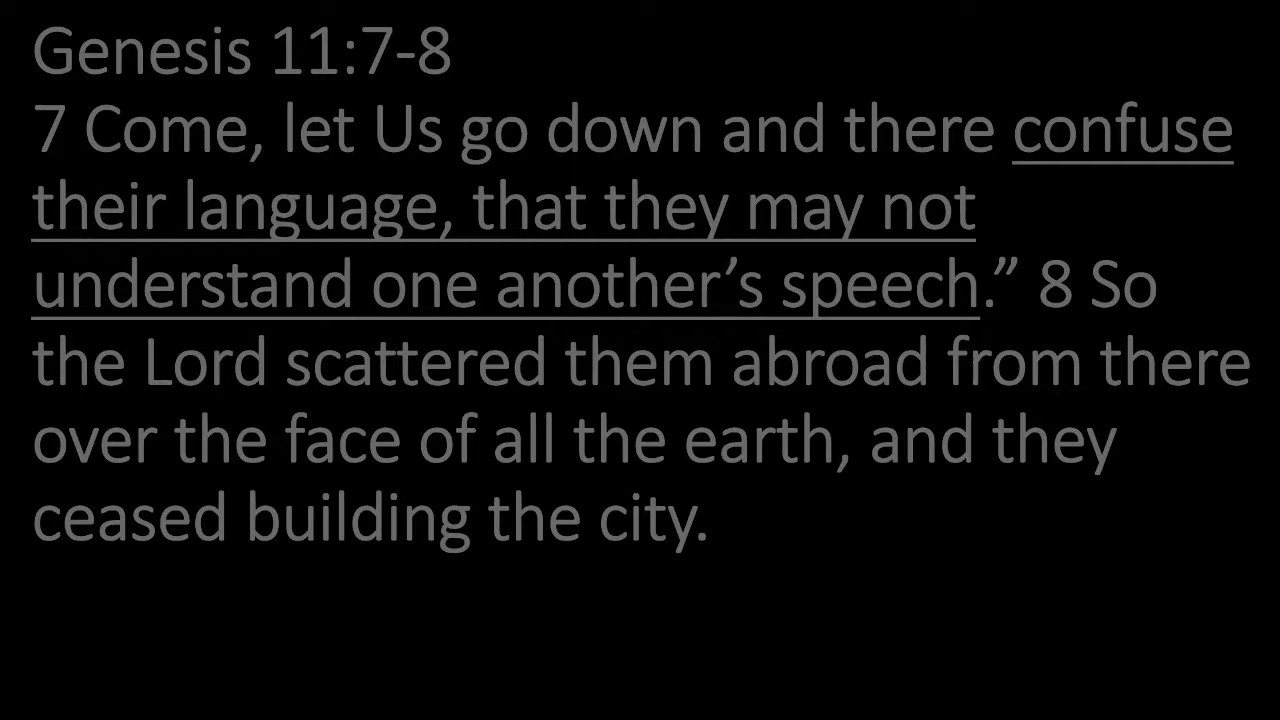 Genesis 11:7-8
7 Come, let Us go down and there confuse
their language, that they may not
understand one another’s speech.” 8 So
the Lord scattered them abroad from there
over the face of all the earth, and they
ceased building the city.